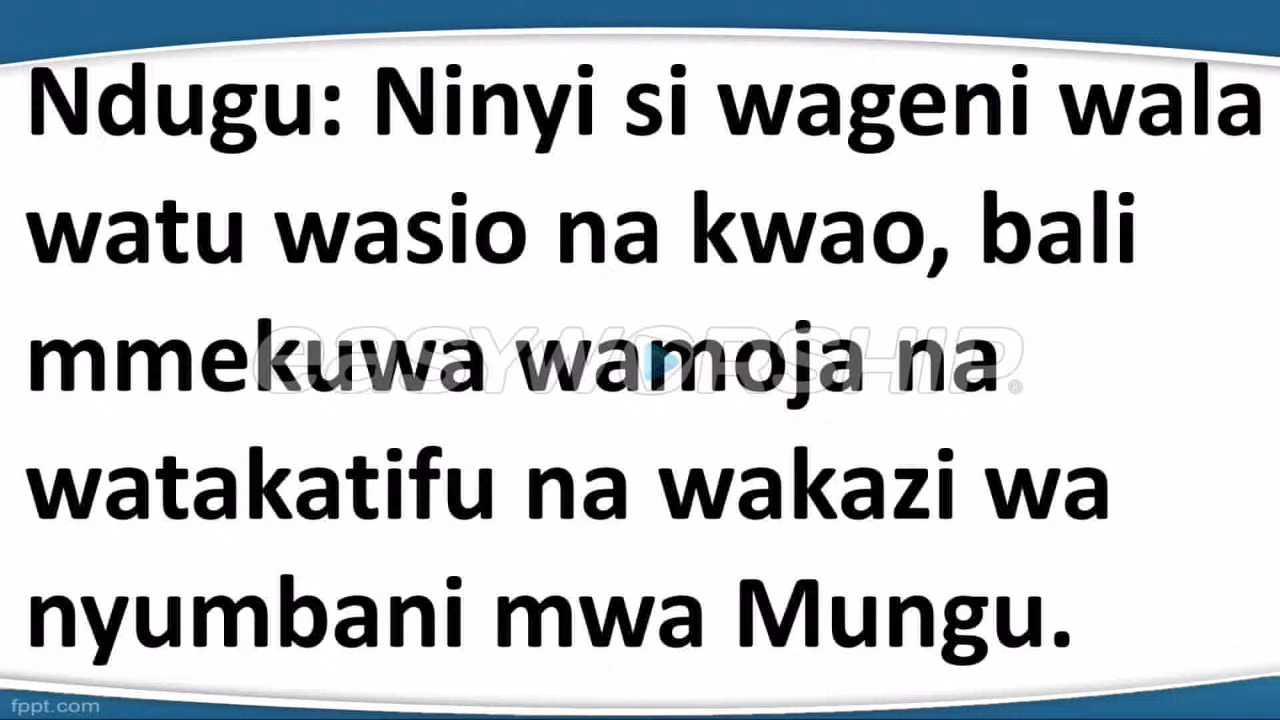 Ndugu: Ninyi si wageni wala
watu wasio na kwao, bali
mmekuwa wamoja na
easyworship®
watakatifu na wakazi wa
nyumbani mwa Mungu.
fppt.com